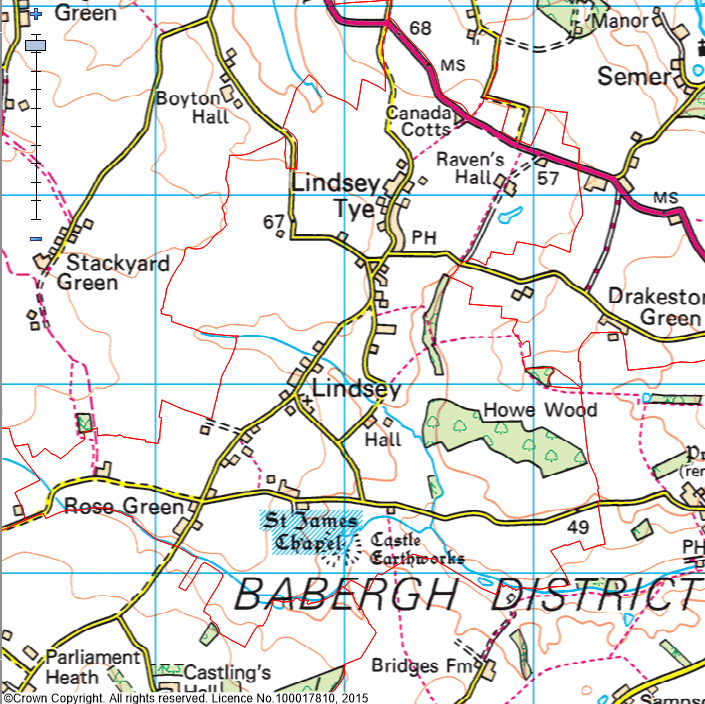 Green
68
Manor
MS
Semer
Boyton
Hall
Canada
Cotts
Raven's
Hall
57
Lindsey
Tye
MS
67
PH
Stackyard
Green
Drakeston
Green
Lindsey
Howe Wood
Hall
Rose Green
St James
Chapel
49
Castle
Earthworks
PH
BABERGH DISTRICT
Parliament
Heath
Castling's
Hall
Bridges Fm
©Crown Copyright. All rights reserved. Licence No.100017810, 2015